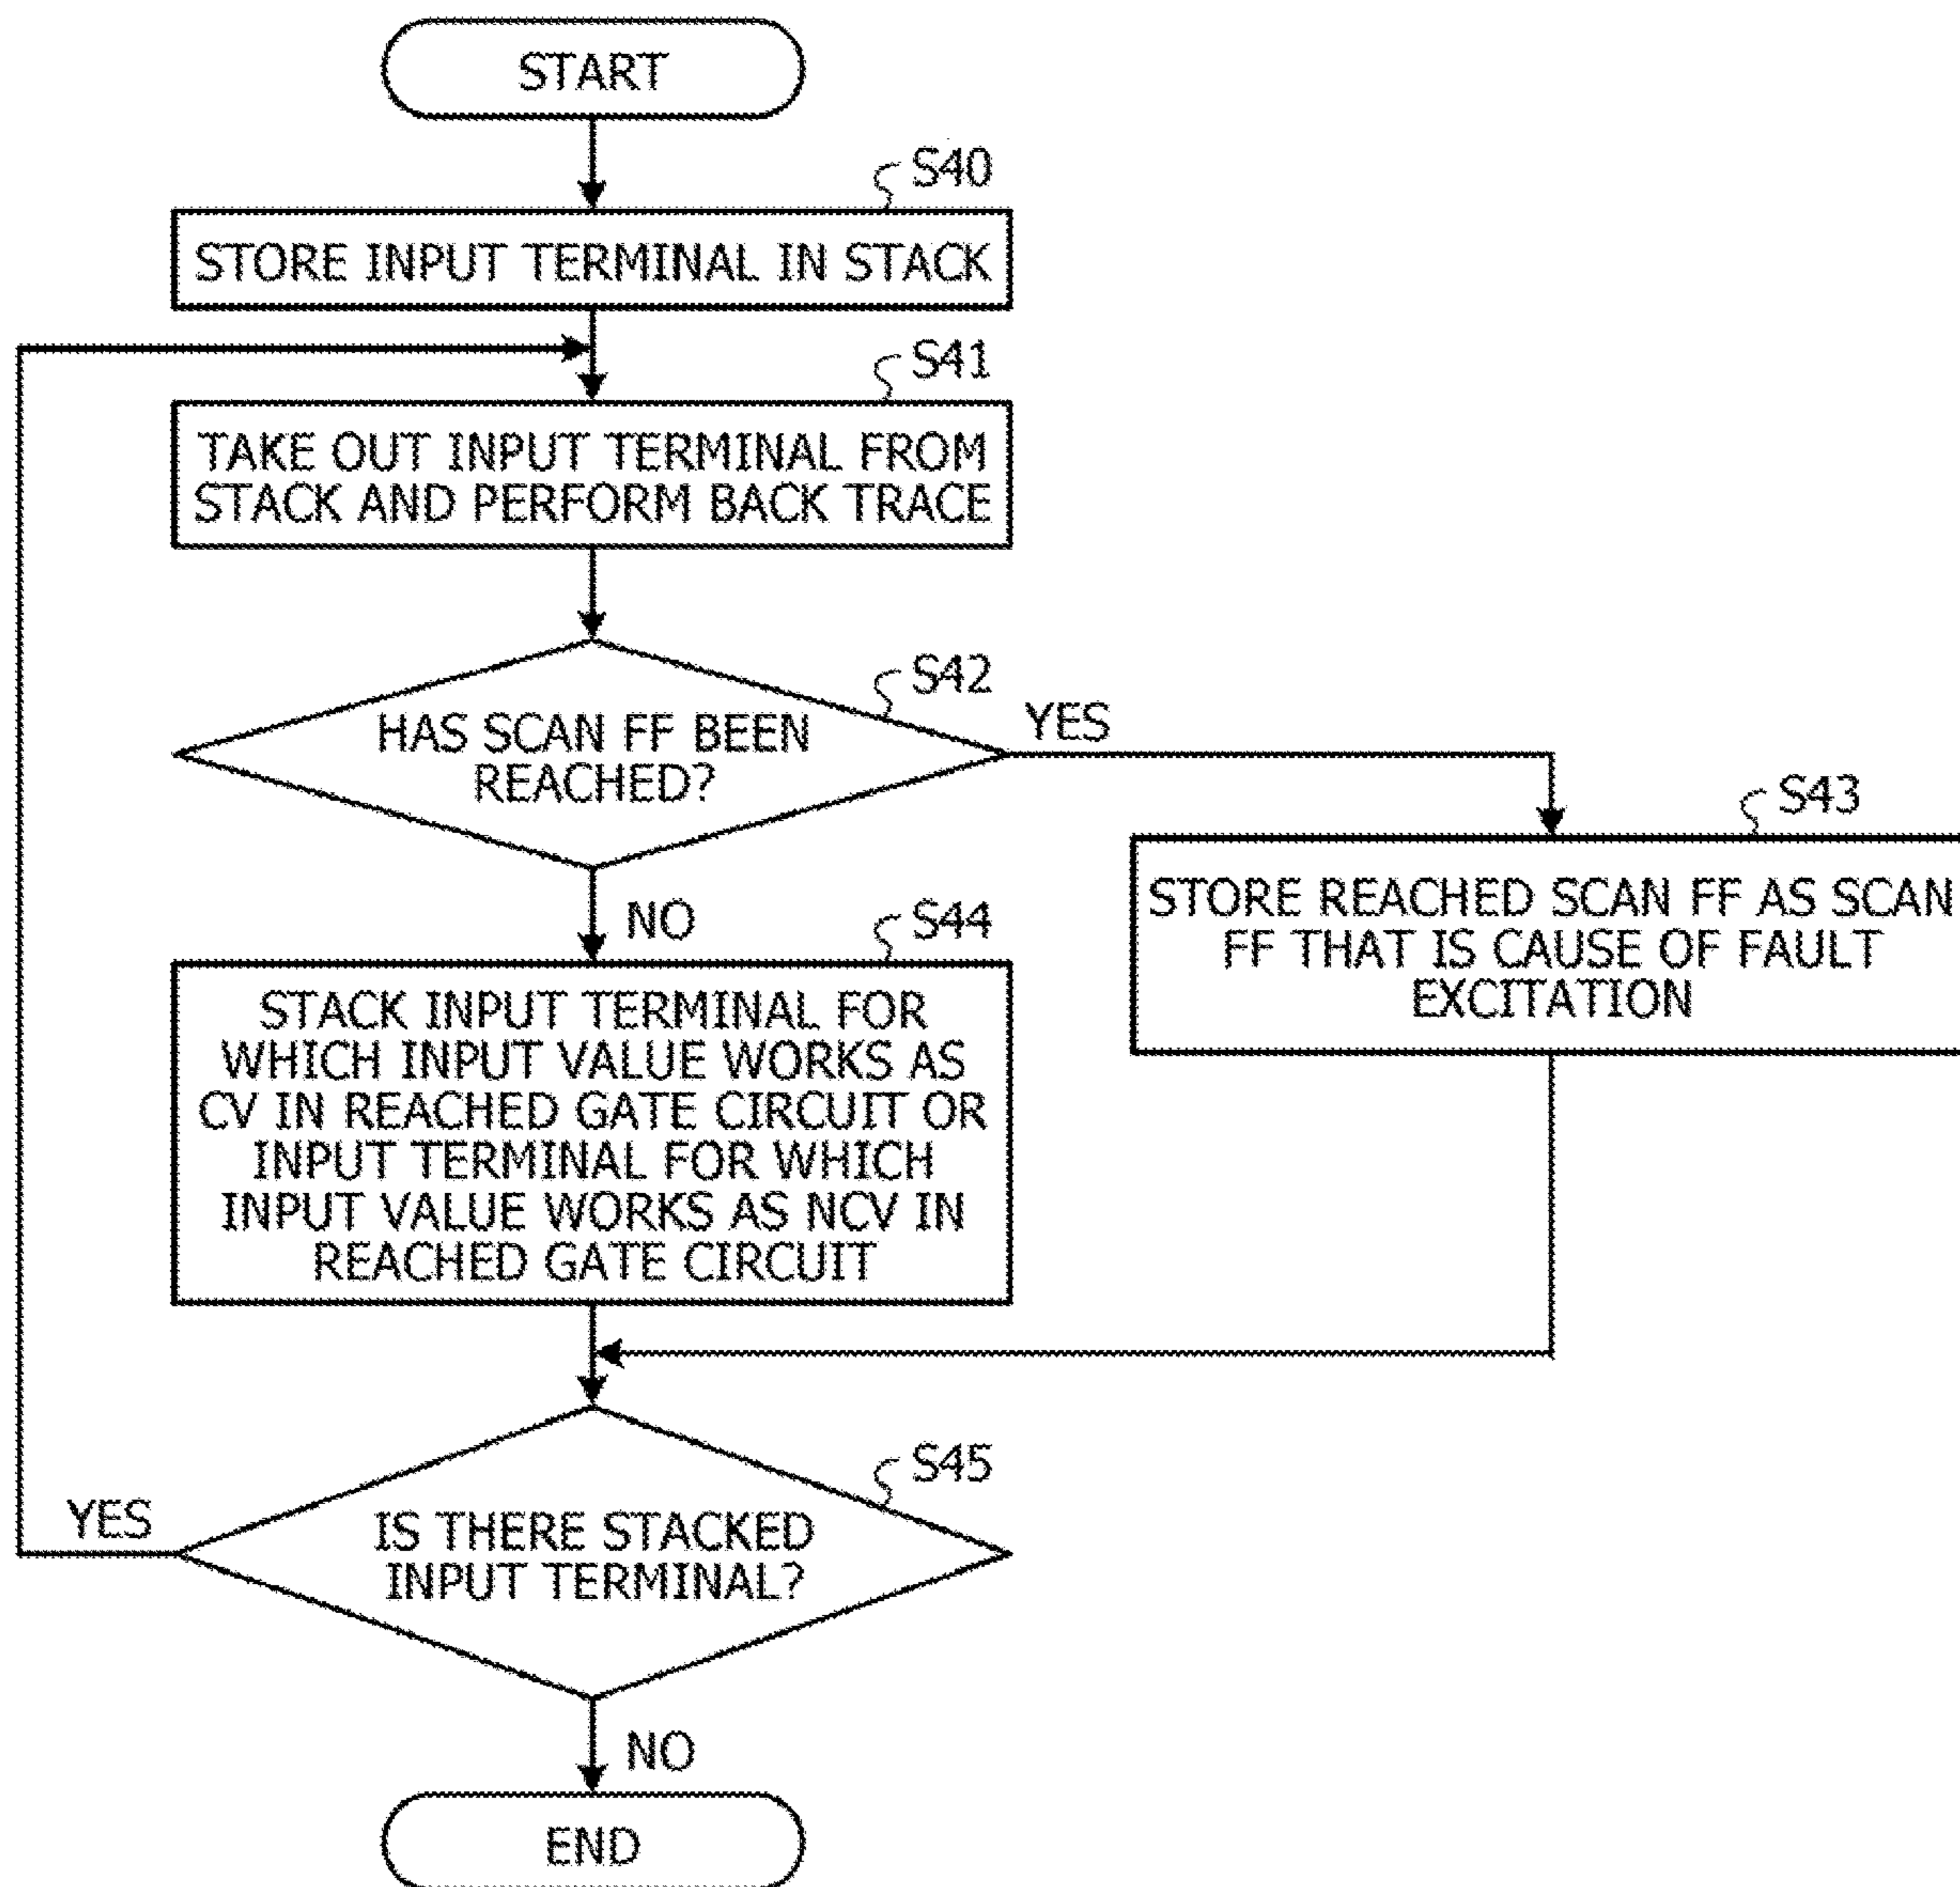 START
S40
STORE INPUT TERMINAL IN STACK
S41
TAKE OUT INPUT TERMINAL FROM
STACK AND PERFORM BACK TRACE
S42
HAS SCAN FF BEEN
REACHED?
YES
S43
STORE REACHED SCAN FF AS SCAN
FF THAT IS CAUSE OF FAULT
EXCITATION
NO
S44
STACK INPUT TERMINAL FOR
WHICH INPUT VALUE WORKS AS
CV IN REACHED GATE CIRCUIT OR
INPUT TERMINAL FOR WHICH
INPUT VALUE WORKS AS NCV IN
REACHED GATE CIRCUIT
S45
YES
IS THERE STACKED
INPUT TERMINAL?
NO
END